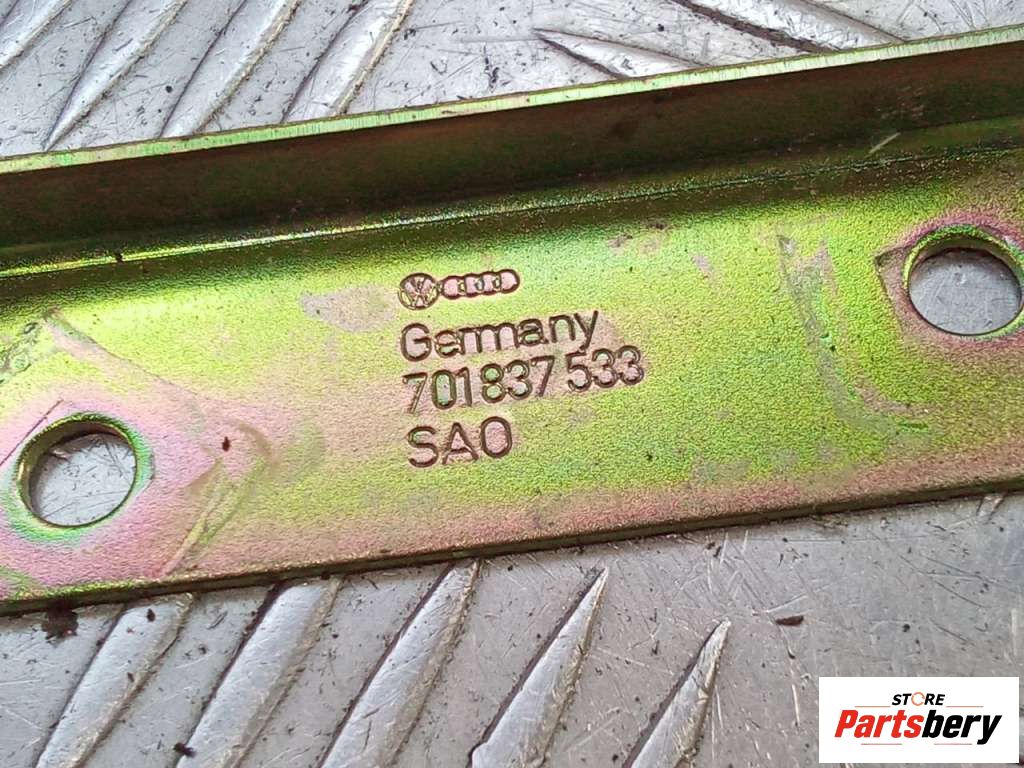 Germany
701 837 533
SAO
STORE
Partsbery